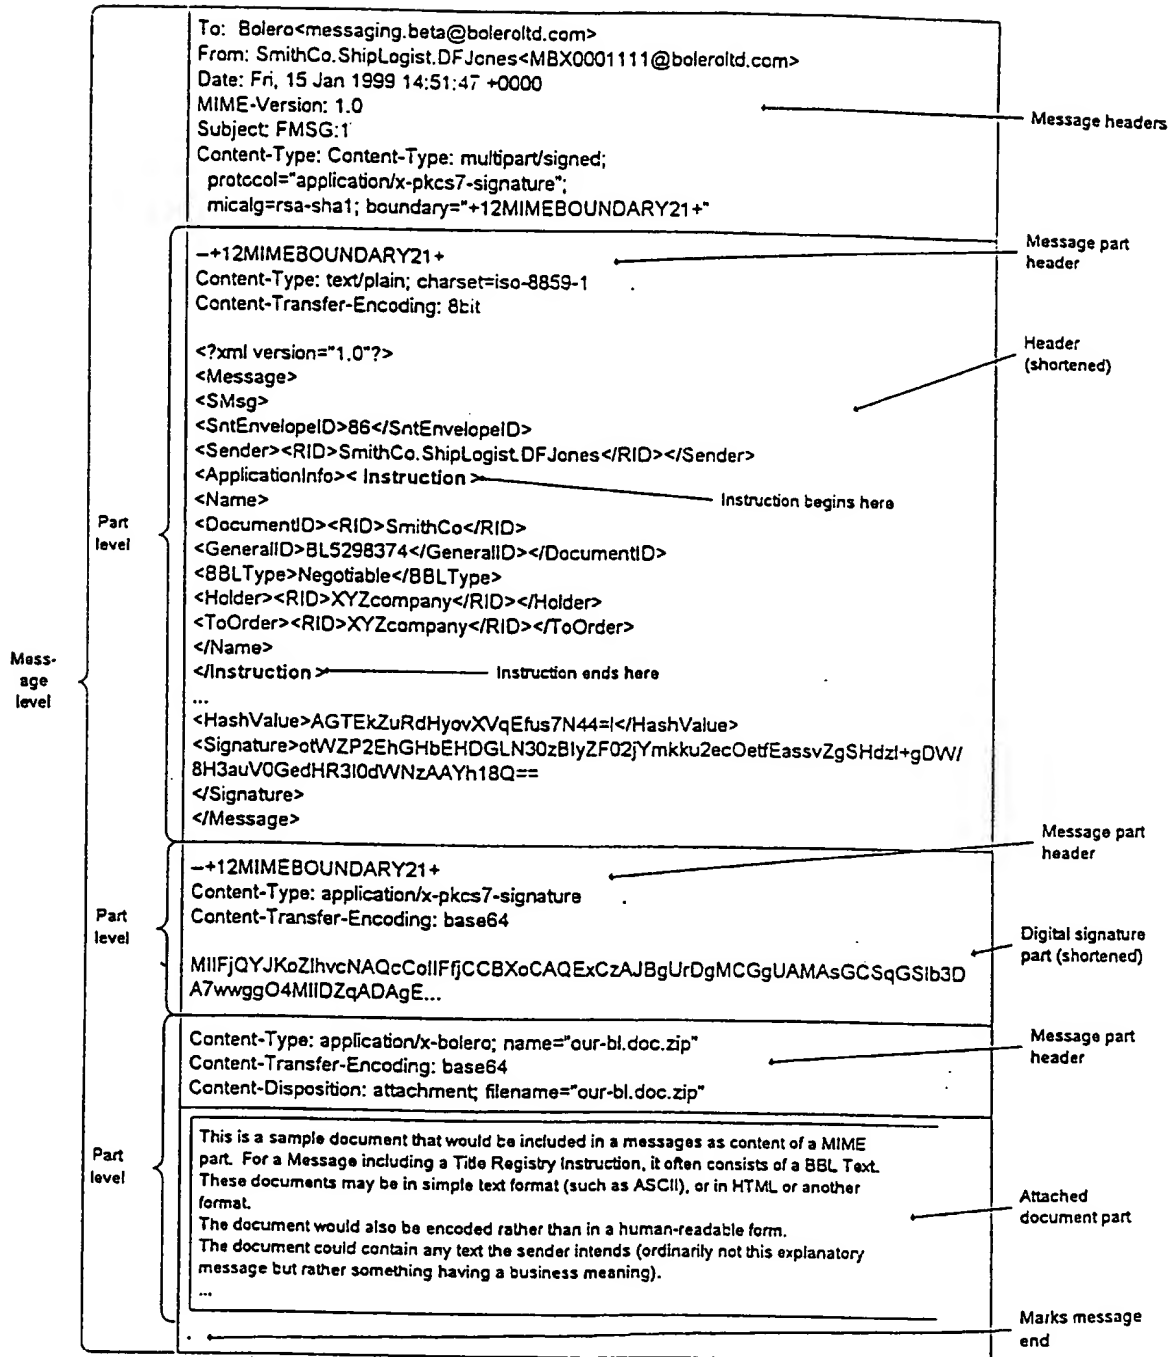 To: Bolero<messaging.beta@boleroltd.com>
From: SmithCo.ShipLogist.DFJones<MBX0001111@boleroltd.com>
Date: Fri, 15 Jan 1999 14:51:47 +0000
MIME-Version: 1.0
Message headers
Subject: FMSG:1
Content-Type: Content-Type: multipart/signed;
protocol="application/x-pkcs7-signature";
micalg=rsa-sha1; boundary="+12MIMEBOUNDARY21+"
Message part
header
--+12MIMEBOUNDARY21+
Content-Type: text/plain; charset=iso-8859-1
Content-Transfer-Encoding: 8bit
Header
(shortened)
<?xml version="1.0"?>
<Message>
<SMsg>
<SntEnvelopeID>86</SntEnvelopeID>
<Sender><RID>SmithCo.ShipLogist.DFJones</RID></Sender>
<ApplicationInfo>< Instruction >
Instruction begins here
<Name>
Part
level
<DocumentID><RID>SmithCo</RID>
<GeneralID>BL5298374</GeneralID></DocumentID>
<BBLType>Negotiable</BBLType>
<Holder><RID>XYZcompany</RID></Holder>
<ToOrder><RID>XYZcompany</RID></ToOrder>
</Name>
Mess-
age
level
</Instruction >
Instruction ends here
...
<HashValue>AGTEkZuRdHyovXVqEfus7N44=l</HashValue>
<Signature>otWZP2EhGHbEHDGLN30zBIyZF02jYmkku2ecOetfEassvZgSHdzI+gDW/
8H3auV0GedHR3I0dWNzAAYh18Q==
</Signature>
</Message>
Message part
header
--+12MIMEBOUNDARY21+
Content-Type: application/x-pkcs7-signature
Content-Transfer-Encoding: base64
Part
level
Digital signature
part (shortened)
MIIFjQYJKoZIhvcNAQcCoIIFfjCCBXoCAQExCzAJBgUrDgMCGgUAMAsGCSqGSIb3D
A7wwggO4MIIDZqADAgE...
Message part
header
Content-Type: application/x-bolero; name="our-bl.doc.zip"
Content-Transfer-Encoding: base64
Content-Disposition: attachment; filename="our-bl.doc.zip"
Part
level
This is a sample document that would be included in a messages as content of a MIME
part. For a Message including a Title Registry Instruction, it often consists of a BBL Text.
These documents may be in simple text format (such as ASCII), or in HTML or another
format.
The document would also be encoded rather than in a human-readable form.
The document could contain any text the sender intends (ordinarily not this explanatory
message but rather something having a business meaning).
...
Attached
document part
.
Marks message
end